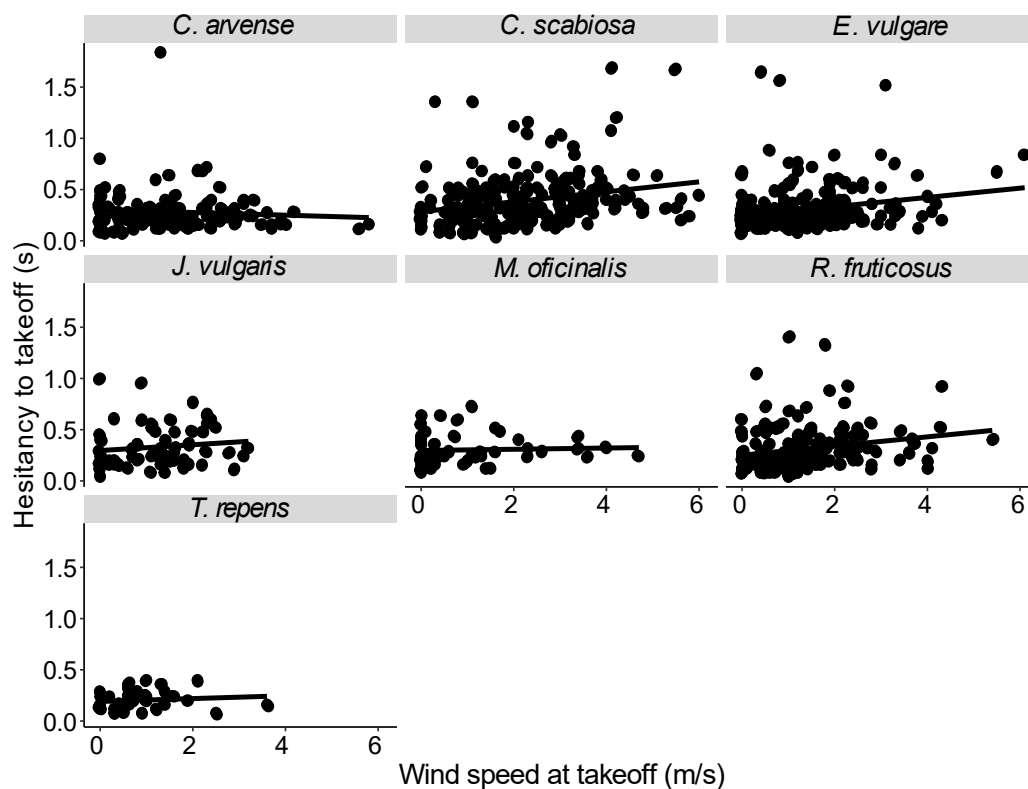 C. arvense
C. scabiosa
E. vulgare
1.5
1.0
0.5
0.0
J. vulgaris
M. oficinalis
R. fruticosus
1.5
1.0
0.5
0.0
0 2 4 6
0 2 4 6
T. repens
1.5
1.0
0.5
0.0
0 2 4 6
Hesitancy to takeoff (s)
Wind speed at takeoff (m/s)